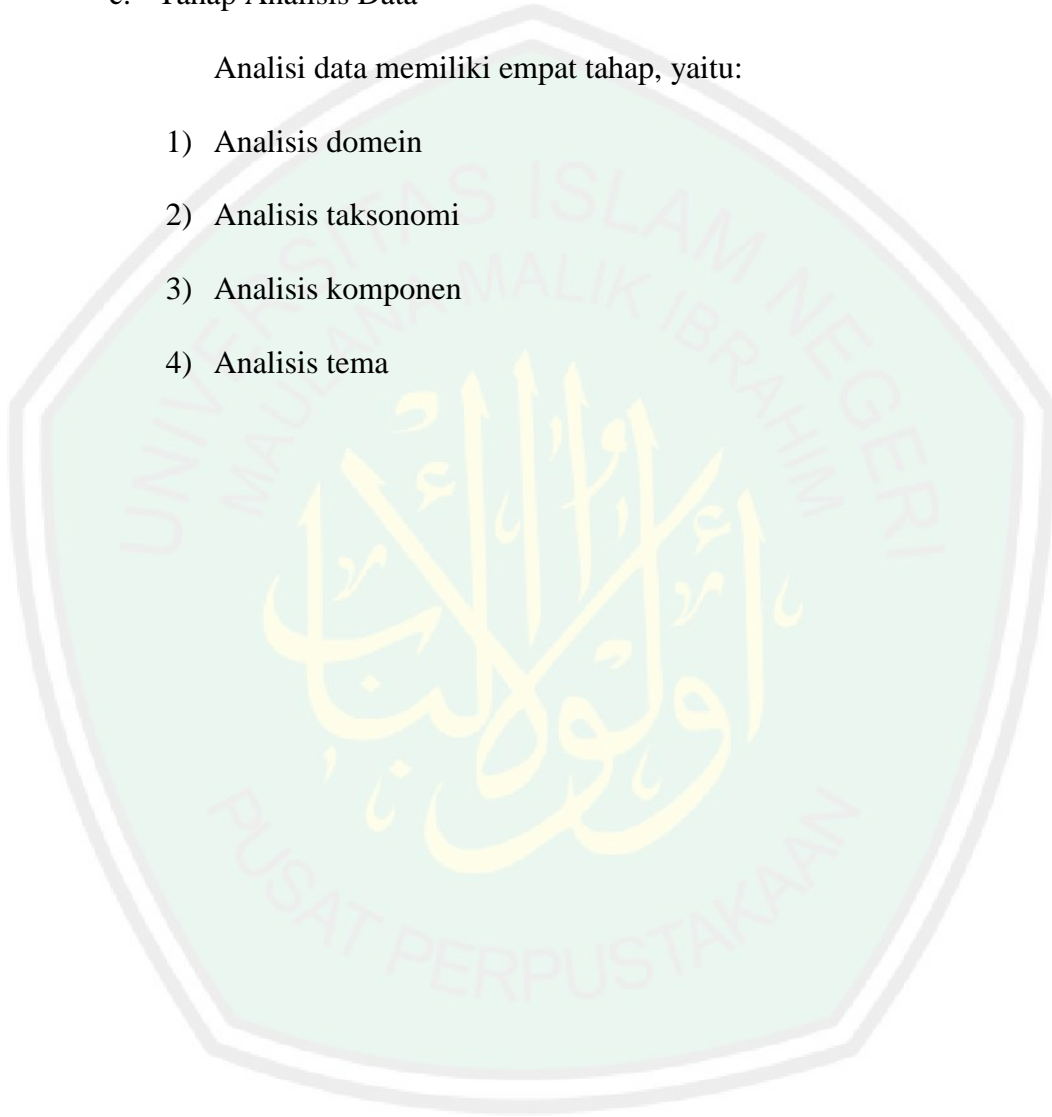 c. Tahap Analisis Data
Analisi data memiliki empat tahap, yaitu:
1) Analisis domein
2) Analisis taksonomi
3) Analisis komponen
4) Analisis tema
UNIVERSITAS ISLAM NEGERI
MAULANA MALIK IBRAHIM
PUSAT PERPUSTAKAAN